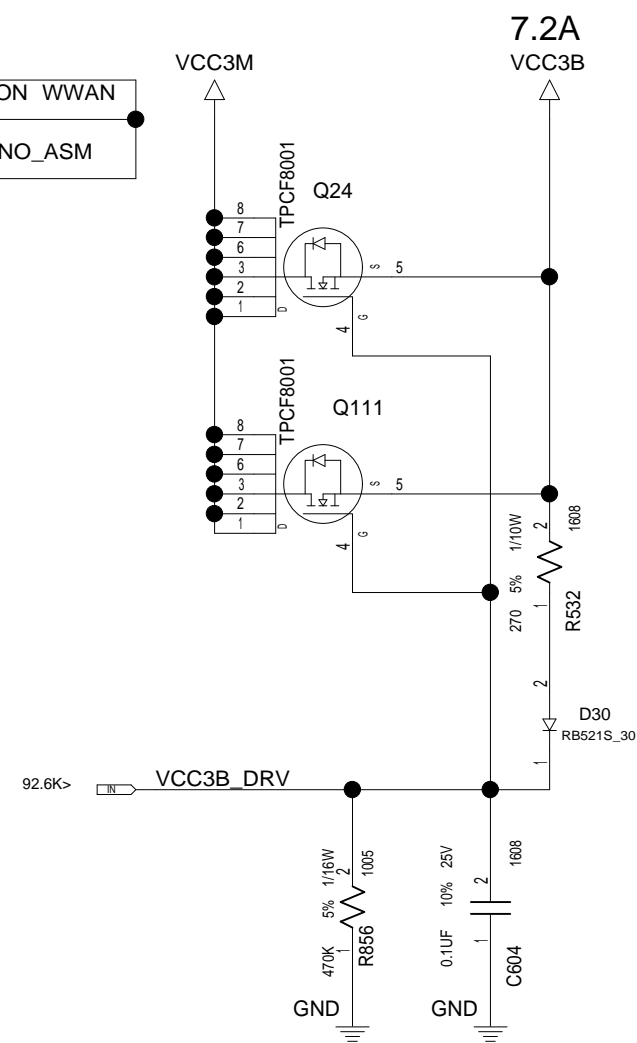 7.2A
VCC3M
VCC3B
ON WWAN
NO_ASM
TPCF8001
Q24
8
7
6
3
2
1
D
S
5
4
G
TPCF8001
Q111
8
7
6
3
2
1
D
S
5
4
G
270 5% 1/10W
2
1608
1
R532
2
D30
RB521S_30
1
92.6K>
IN
VCC3B_DRV
470K 5% 1/16W
2
1005
1
R856
0.1UF 10% 25V
2
1608
1
C604
GND
GND